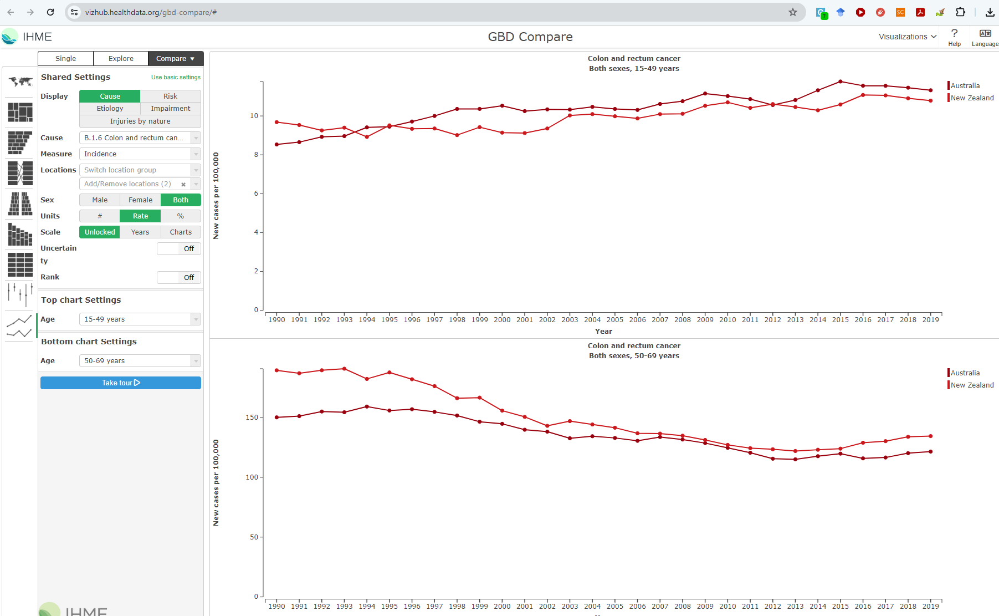 vizhub.healthdata.org/gbd-compare/#
7
SC
IHME
GBD Compare
Visualizations
?
Help
Language
Single
Explore
Compare ▼
Shared Settings
Use basic settings
Display
Cause
Risk
Etiology
Impairment
Injuries by nature
Cause
B.1.6 Colon and rectum can...
Measure
Incidence
Locations
Switch location group
Add/Remove locations (2)
Sex
Male
Female
Both
Units
#
Rate
%
Scale
Unlocked
Years
Charts
Uncertain
ty
Off
Rank
Off
Top chart Settings
Age
15-49 years
Bottom chart Settings
Age
50-69 years
Take tour
IHME
Colon and rectum cancer
Both sexes, 15-49 years
Australia
New Zealand
New cases per 100,000
10
8
6
4
2
0
1990 1991 1992 1993 1994 1995 1996 1997 1998 1999 2000 2001 2002 2003 2004 2005 2006 2007 2008 2009 2010 2011 2012 2013 2014 2015 2016 2017 2018 2019
Year
Colon and rectum cancer
Both sexes, 50-69 years
Australia
New Zealand
New cases per 100,000
150
100
50
0
1990 1991 1992 1993 1994 1995 1996 1997 1998 1999 2000 2001 2002 2003 2004 2005 2006 2007 2008 2009 2010 2011 2012 2013 2014 2015 2016 2017 2018 2019